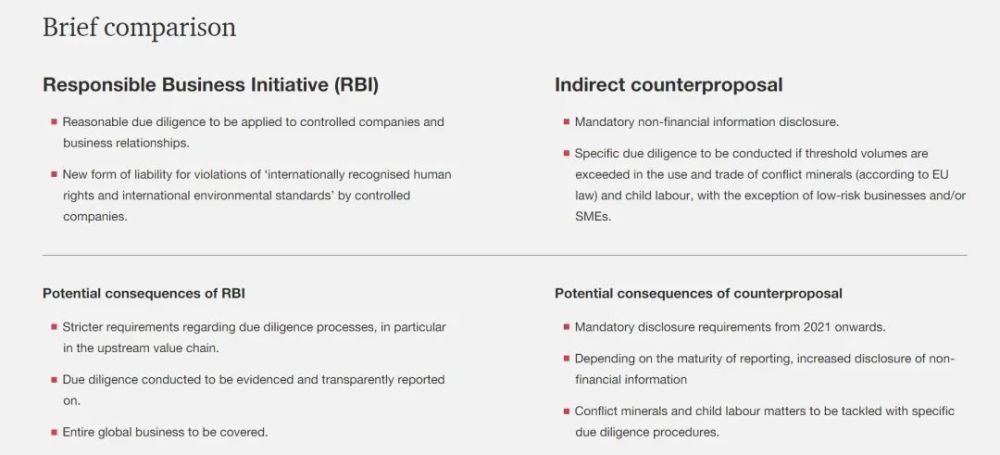 Brief comparison
Responsible Business Initiative (RBI)
Reasonable due diligence to be applied to controlled companies and
business relationships.
New form of liability for violations of ‘internationally recognised human
rights and international environmental standards’ by controlled
companies.
Indirect counterproposal
Mandatory non-financial information disclosure.
Specific due diligence to be conducted if threshold volumes are
exceeded in the use and trade of conflict minerals (according to EU
law) and child labour, with the exception of low-risk businesses and/or
SMEs.
Potential consequences of RBI
Stricter requirements regarding due diligence processes, in particular
in the upstream value chain.
Due diligence conducted to be evidenced and transparently reported
on.
Entire global business to be covered.
Potential consequences of counterproposal
Mandatory disclosure requirements from 2021 onwards.
Depending on the maturity of reporting, increased disclosure of non-
financial information
Conflict minerals and child labour matters to be tackled with specific
due diligence procedures.